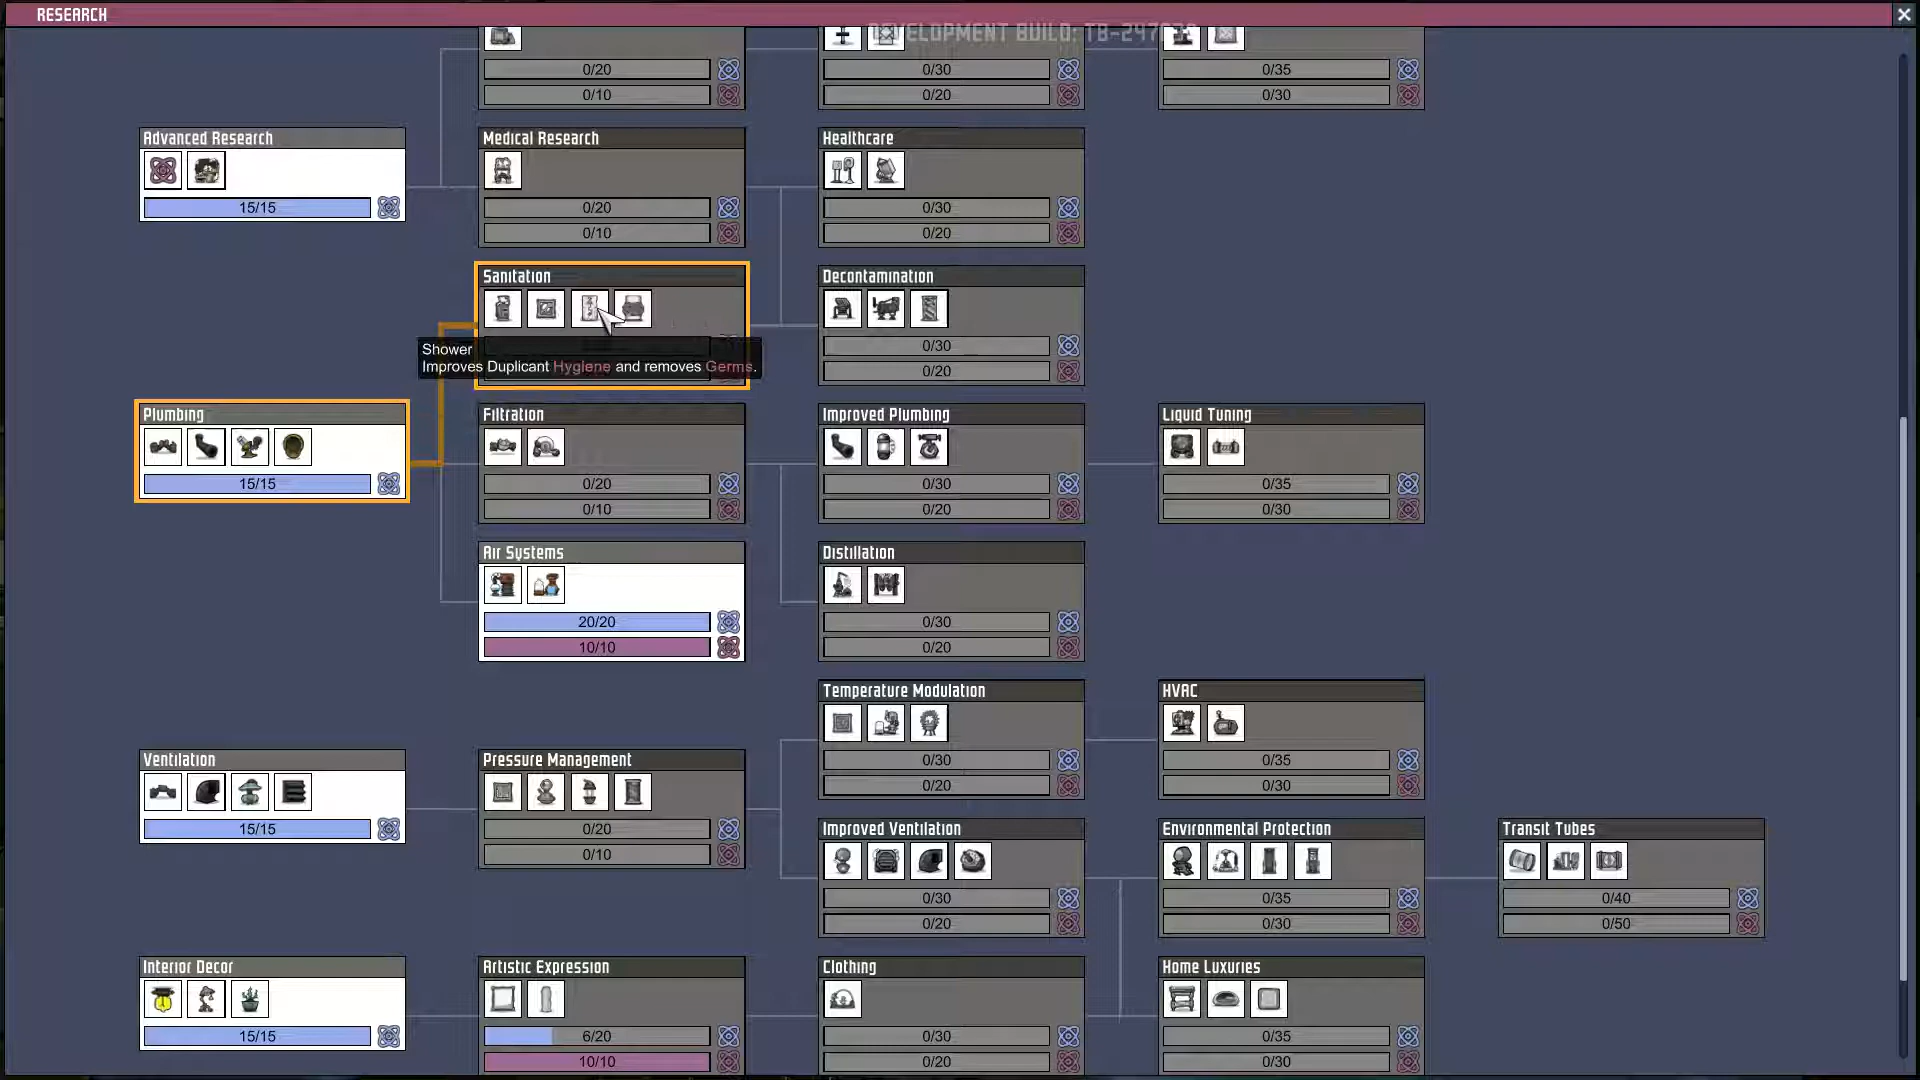 RESEARCH
DEVELOPMENT BUILD: TB-247
0/20
0/30
0/35
0/10
0/20
0/30
Advanced Research
Medical Research
Healthcare
15/15
0/20
0/30
0/10
0/20
Sanitation
Decontamination
Shower
Improves Duplicant Hygiene and removes Germs.
0/30
0/20
Plumbing
Filtration
Improved Plumbing
Liquid Tuning
15/15
0/20
0/30
0/35
0/10
0/20
0/30
Air Systems
Distillation
20/20
0/30
10/10
0/20
Temperature Modulation
HVAC
0/30
0/35
0/20
0/30
Ventilation
Pressure Management
15/15
0/20
0/10
Improved Ventilation
Environmental Protection
Transit Tubes
0/30
0/35
0/40
0/20
0/30
0/50
Interior Decor
Artistic Expression
Clothing
Home Luxuries
15/15
6/20
0/30
0/35
10/10
0/20
0/30